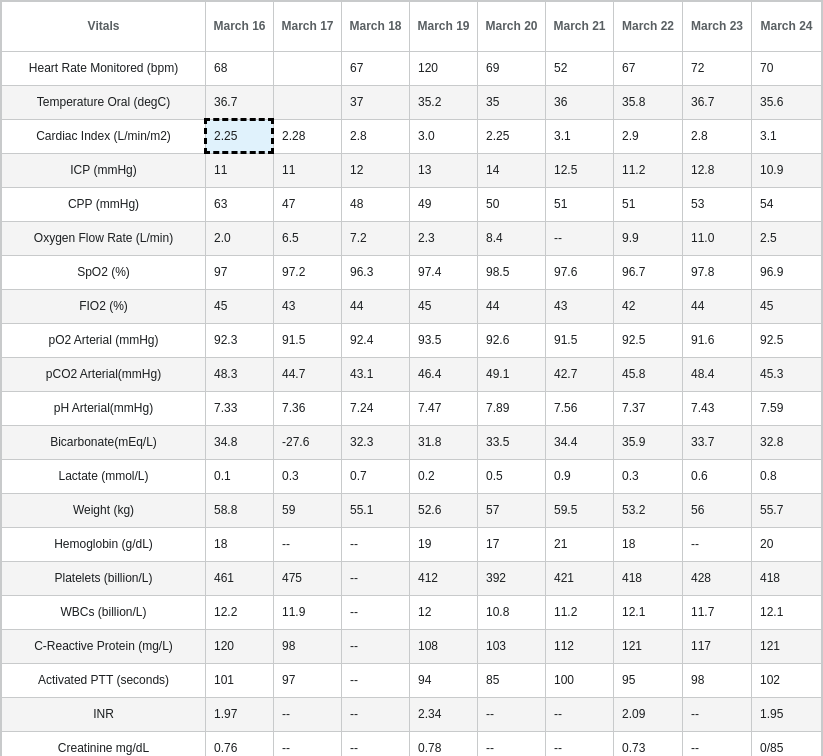 Vitals March 16 March 17 March 18 March 19 March 20 March 21 March 22 March 23 March 24
Heart Rate Monitored (bpm) 68 67 120 69 52 67 72 70
Temperature Oral (degC) 36.7 37 35.2 35 36 35.8 36.7 35.6
Cardiac Index (L/min/m2) 2.25 2.28 2.8 3.0 2.25 3.1 2.9 2.8 3.1
ICP (mmHg) 11 11 12 13 14 12.5 11.2 12.8 10.9
CPP (mmHg) 63 47 48 49 50 51 51 53 54
Oxygen Flow Rate (L/min) 2.0 6.5 7.2 2.3 8.4 -- 9.9 11.0 2.5
SpO2 (%) 97 97.2 96.3 97.4 98.5 97.6 96.7 97.8 96.9
FIO2 (%) 45 43 44 45 44 43 42 44 45
pO2 Arterial (mmHg) 92.3 91.5 92.4 93.5 92.6 91.5 92.5 91.6 92.5
pCO2 Arterial(mmHg) 48.3 44.7 43.1 46.4 49.1 42.7 45.8 48.4 45.3
pH Arterial(mmHg) 7.33 7.36 7.24 7.47 7.89 7.56 7.37 7.43 7.59
Bicarbonate(mEq/L) 34.8 -27.6 32.3 31.8 33.5 34.4 35.9 33.7 32.8
Lactate (mmol/L) 0.1 0.3 0.7 0.2 0.5 0.9 0.3 0.6 0.8
Weight (kg) 58.8 59 55.1 52.6 57 59.5 53.2 56 55.7
Hemoglobin (g/dL) 18 -- -- 19 17 21 18 -- 20
Platelets (billion/L) 461 475 -- 412 392 421 418 428 418
WBCs (billion/L) 12.2 11.9 -- 12 10.8 11.2 12.1 11.7 12.1
C-Reactive Protein (mg/L) 120 98 -- 108 103 112 121 117 121
Activated PTT (seconds) 101 97 -- 94 85 100 95 98 102
INR 1.97 -- -- 2.34 -- -- 2.09 -- 1.95
Creatinine mg/dL 0.76 -- -- 0.78 -- -- 0.73 -- 0/85